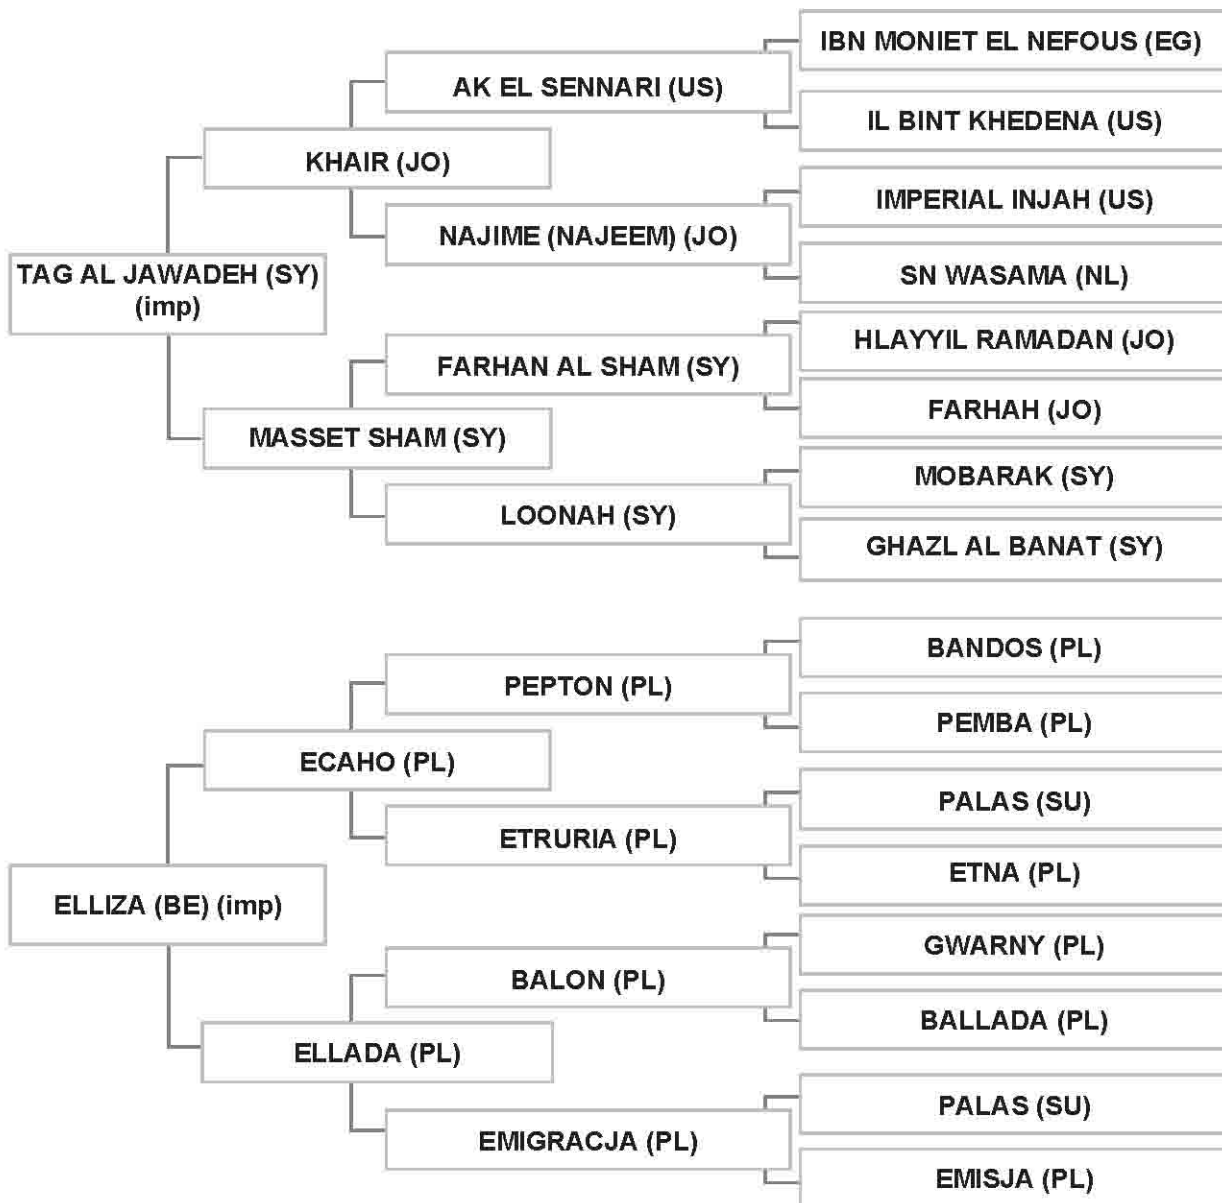 IBN MONIET EL NEFOUS (EG)
AK EL SENNARI (US)
IL BINT KHEDENA (US)
KHAIR (JO)
IMPERIAL INJAH (US)
NAJIME (NAJEEM) (JO)
SN WASAMA (NL)
TAG AL JAWADEH (SY)
(imp)
HLAYYIL RAMADAN (JO)
FARHAN AL SHAM (SY)
FARHAH (JO)
MASSET SHAM (SY)
MOBARAK (SY)
LOONAH (SY)
GHAZL AL BANAT (SY)
BANDOS (PL)
PEPTON (PL)
PEMBA (PL)
ECAHO (PL)
PALAS (SU)
ETRURIA (PL)
ETNA (PL)
ELLIZA (BE) (imp)
GWARNY (PL)
BALON (PL)
BALLADA (PL)
ELLADA (PL)
PALAS (SU)
EMIGRACJA (PL)
EMISJA (PL)